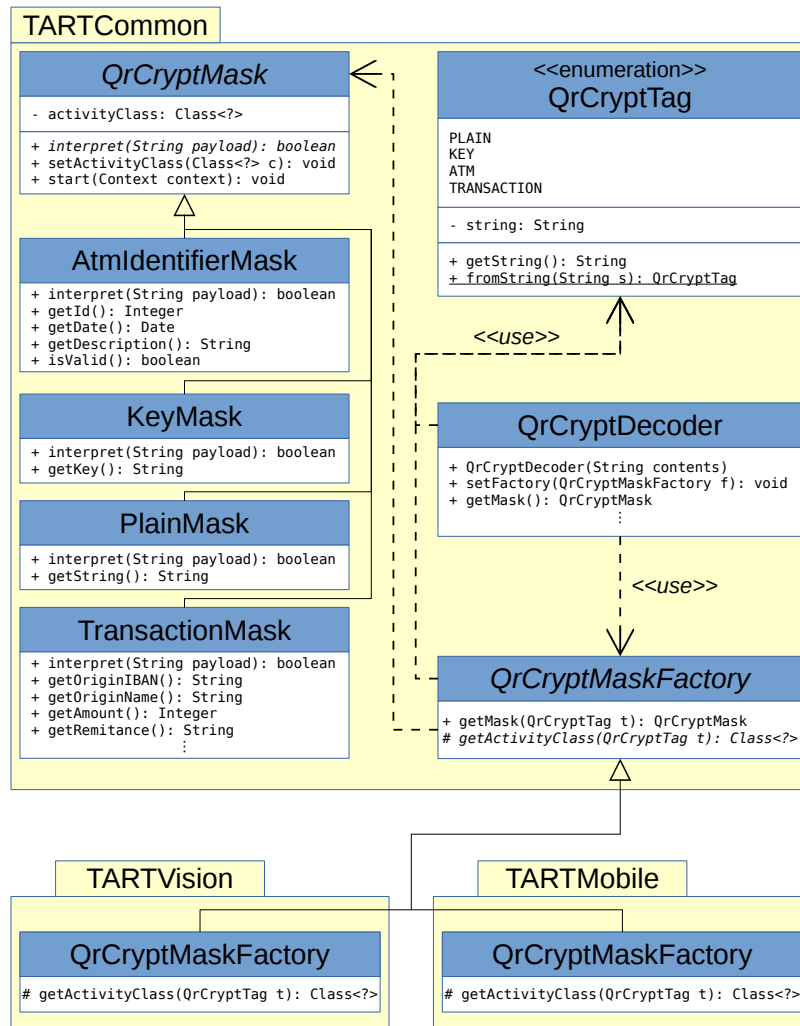 TARTCommon
QrCryptMask
- activityClass: Class<?>
+ interpret(String payload): boolean
+ setActivityClass(Class<?> c): void
+ start(Context context): void
AtmIdentifierMask
+ interpret(String payload): boolean
+ getId(): Integer
+ getDate(): Date
+ getDescription(): String
+ isValid(): boolean
KeyMask
+ interpret(String payload): boolean
+ getKey(): String
PlainMask
+ interpret(String payload): boolean
+ getString(): String
TransactionMask
+ interpret(String payload): boolean
+ getOriginIBAN(): String
+ getOriginName(): String
+ getAmount(): Integer
+ getRemitance(): String
⋮
<<enumeration>>
QrCryptTag
PLAIN
KEY
ATM
TRANSACTION
- string: String
+ getString(): String
+ fromString(String s): QrCryptTag
<<use>>
QrCryptDecoder
+ QrCryptDecoder(String contents)
+ setFactory(QrCryptMaskFactory f): void
+ getMask(): QrCryptMask
⋮
<<use>>
QrCryptMaskFactory
+ getMask(QrCryptTag t): QrCryptMask
# getActivityClass(QrCryptTag t): Class<?>
TARTVision
QrCryptMaskFactory
# getActivityClass(QrCryptTag t): Class<?>
TARTMobile
QrCryptMaskFactory
# getActivityClass(QrCryptTag t): Class<?>